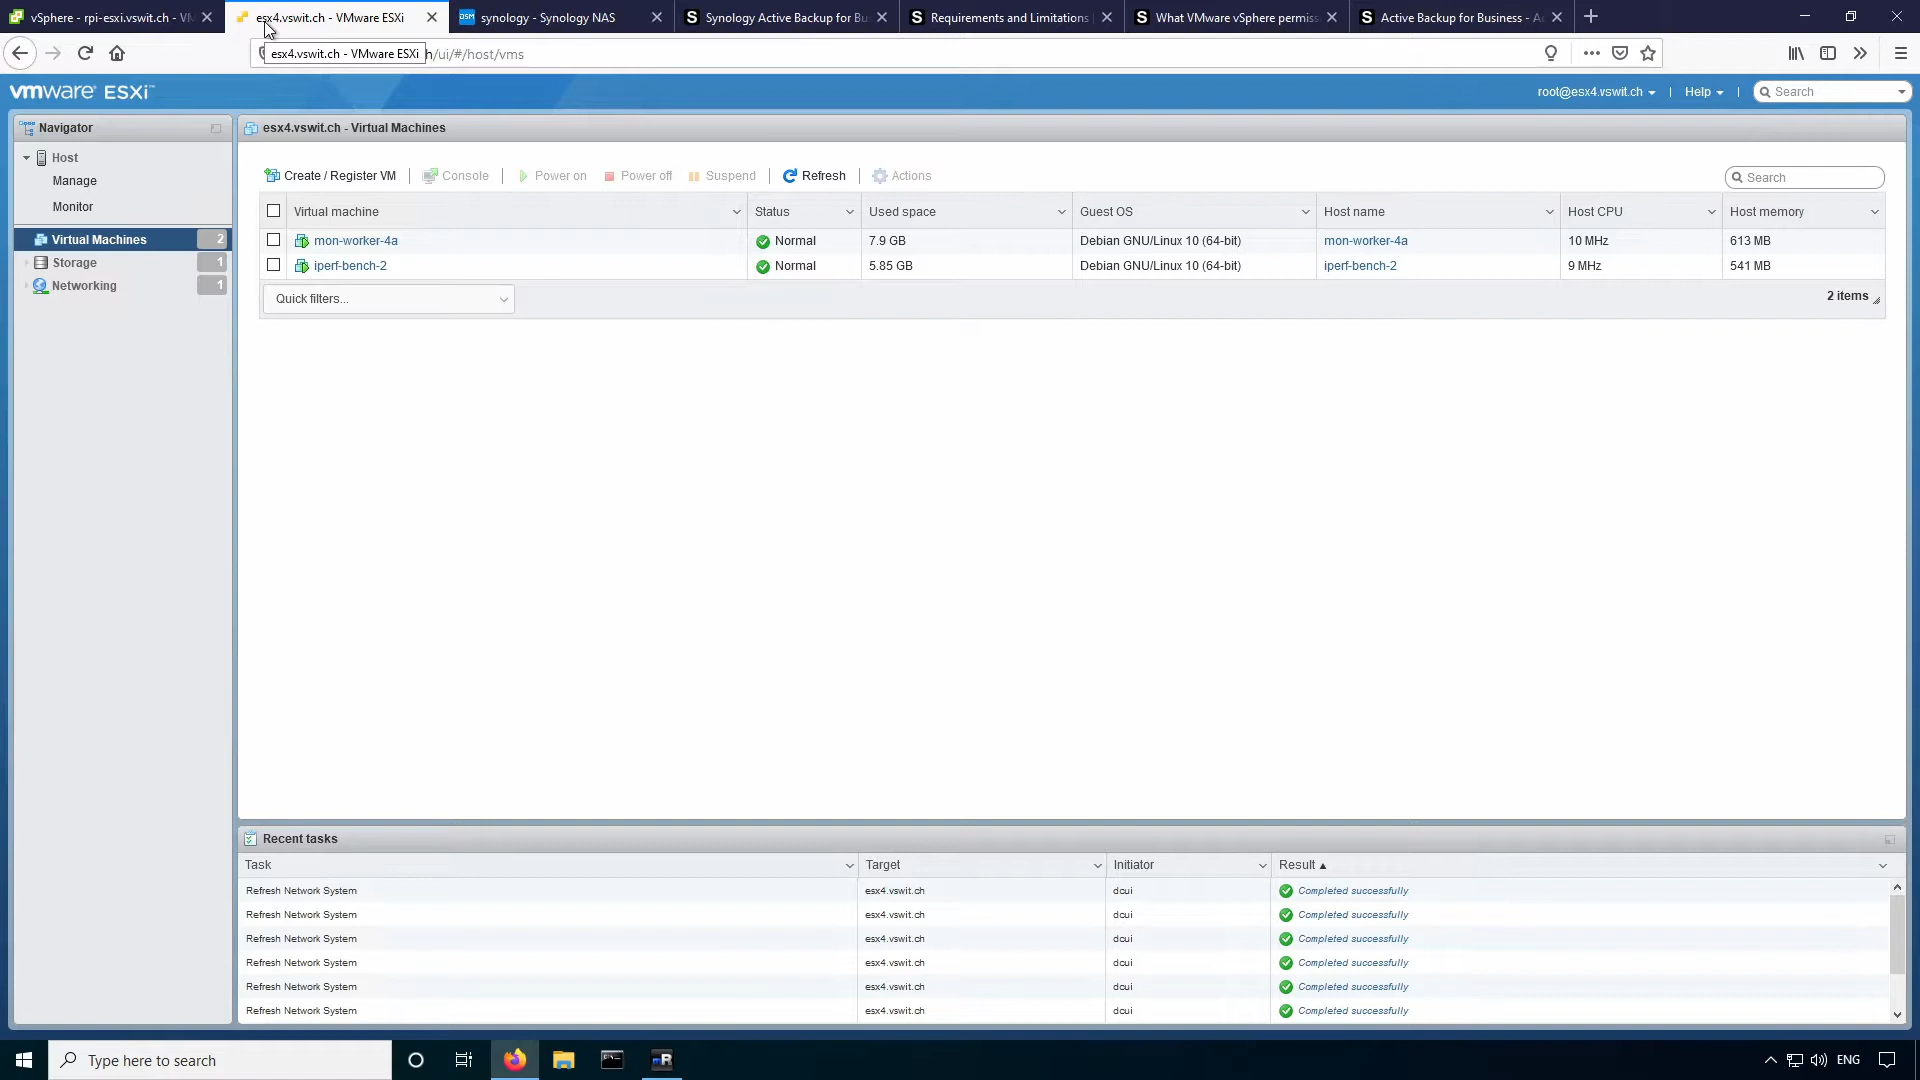 vSphere - rpi-esxi.vswit.ch - VM
esx4.vswit.ch - VMware ESXi
synology - Synology NAS
Synology Active Backup for Bu
Requirements and Limitations |
What VMware vSphere permiss
Active Backup for Business - Ac
esx4.vswit.ch - VMware ESXi
h/ui/#/host/vms
vmware ESXi™
root@esx4.vswit.ch
|
Help
|
Search
Navigator
Host
Manage
Monitor
Virtual Machines 2
Storage 1
Networking 1
esx4.vswit.ch - Virtual Machines
Create / Register VM | Console | Power on Power off Suspend | Refresh | Actions
Search
Virtual machine Status Used space Guest OS Host name Host CPU Host memory
mon-worker-4a Normal 7.9 GB Debian GNU/Linux 10 (64-bit) mon-worker-4a 10 MHz 613 MB
iperf-bench-2 Normal 5.85 GB Debian GNU/Linux 10 (64-bit) iperf-bench-2 9 MHz 541 MB
Quick filters...
2 items
Recent tasks
Task Target Initiator Result ▲
Refresh Network System esx4.vswit.ch dcui Completed successfully
Refresh Network System esx4.vswit.ch dcui Completed successfully
Refresh Network System esx4.vswit.ch dcui Completed successfully
Refresh Network System esx4.vswit.ch dcui Completed successfully
Refresh Network System esx4.vswit.ch dcui Completed successfully
Refresh Network System esx4.vswit.ch dcui Completed successfully
Type here to search
ENG